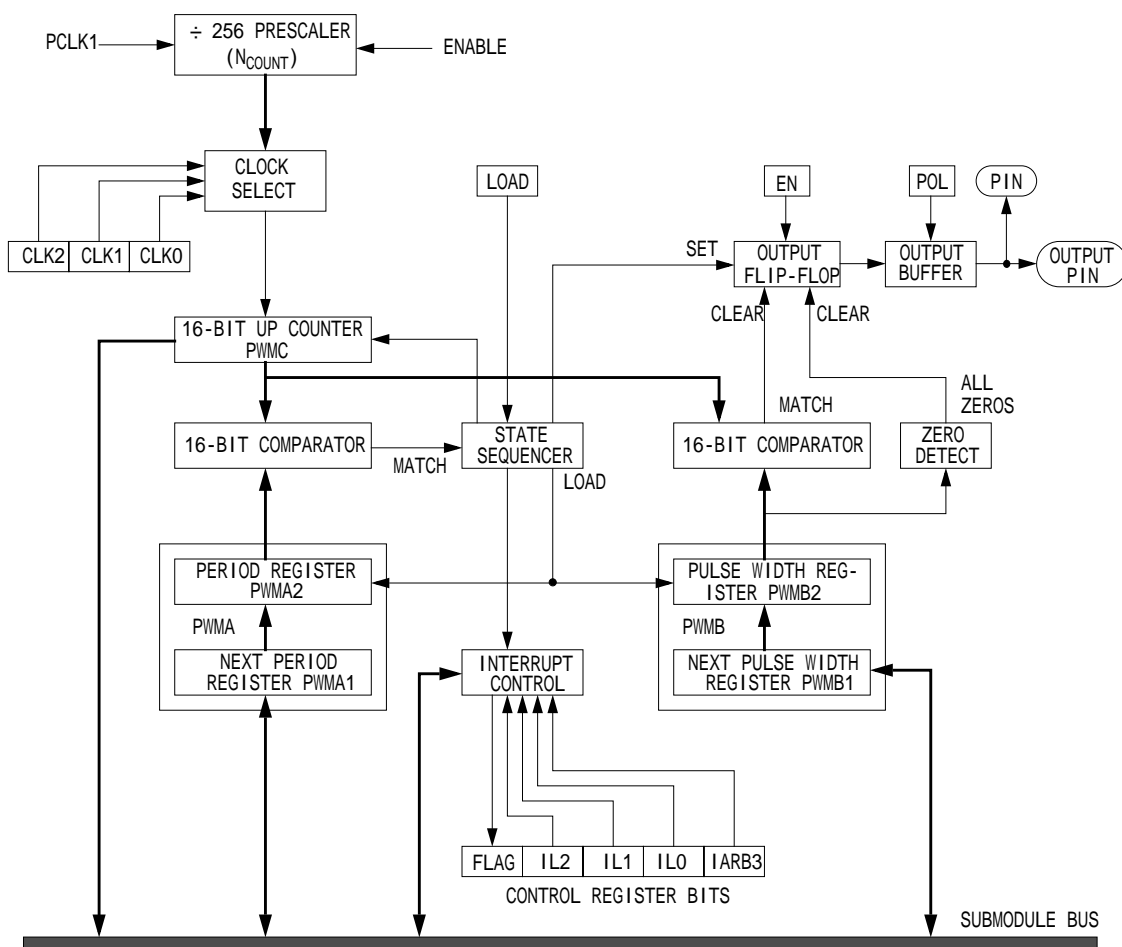 ÷ 256 PRESCALER
(NCOUNT)
PCLK1
ENABLE
CLOCK
SELECT
CLK2
CLK1
CLK0
LOAD
EN
POL
PIN
SET
OUTPUT
FLIP-FLOP
OUTPUT
BUFFER
OUTPUT
PIN
CLEAR
CLEAR
16-BIT UP COUNTER
PWMC
ALL
ZEROS
MATCH
16-BIT COMPARATOR
MATCH
STATE
SEQUENCER
LOAD
16-BIT COMPARATOR
ZERO
DETECT
PERIOD REGISTER
PWMA2
PWMA
NEXT PERIOD
REGISTER PWMA1
PULSE WIDTH REG-
ISTER PWMB2
PWMB
NEXT PULSE WIDTH
REGISTER PWMB1
INTERRUPT
CONTROL
FLAG
IL2
IL1
IL0
IARB3
CONTROL REGISTER BITS
SUBMODULE BUS